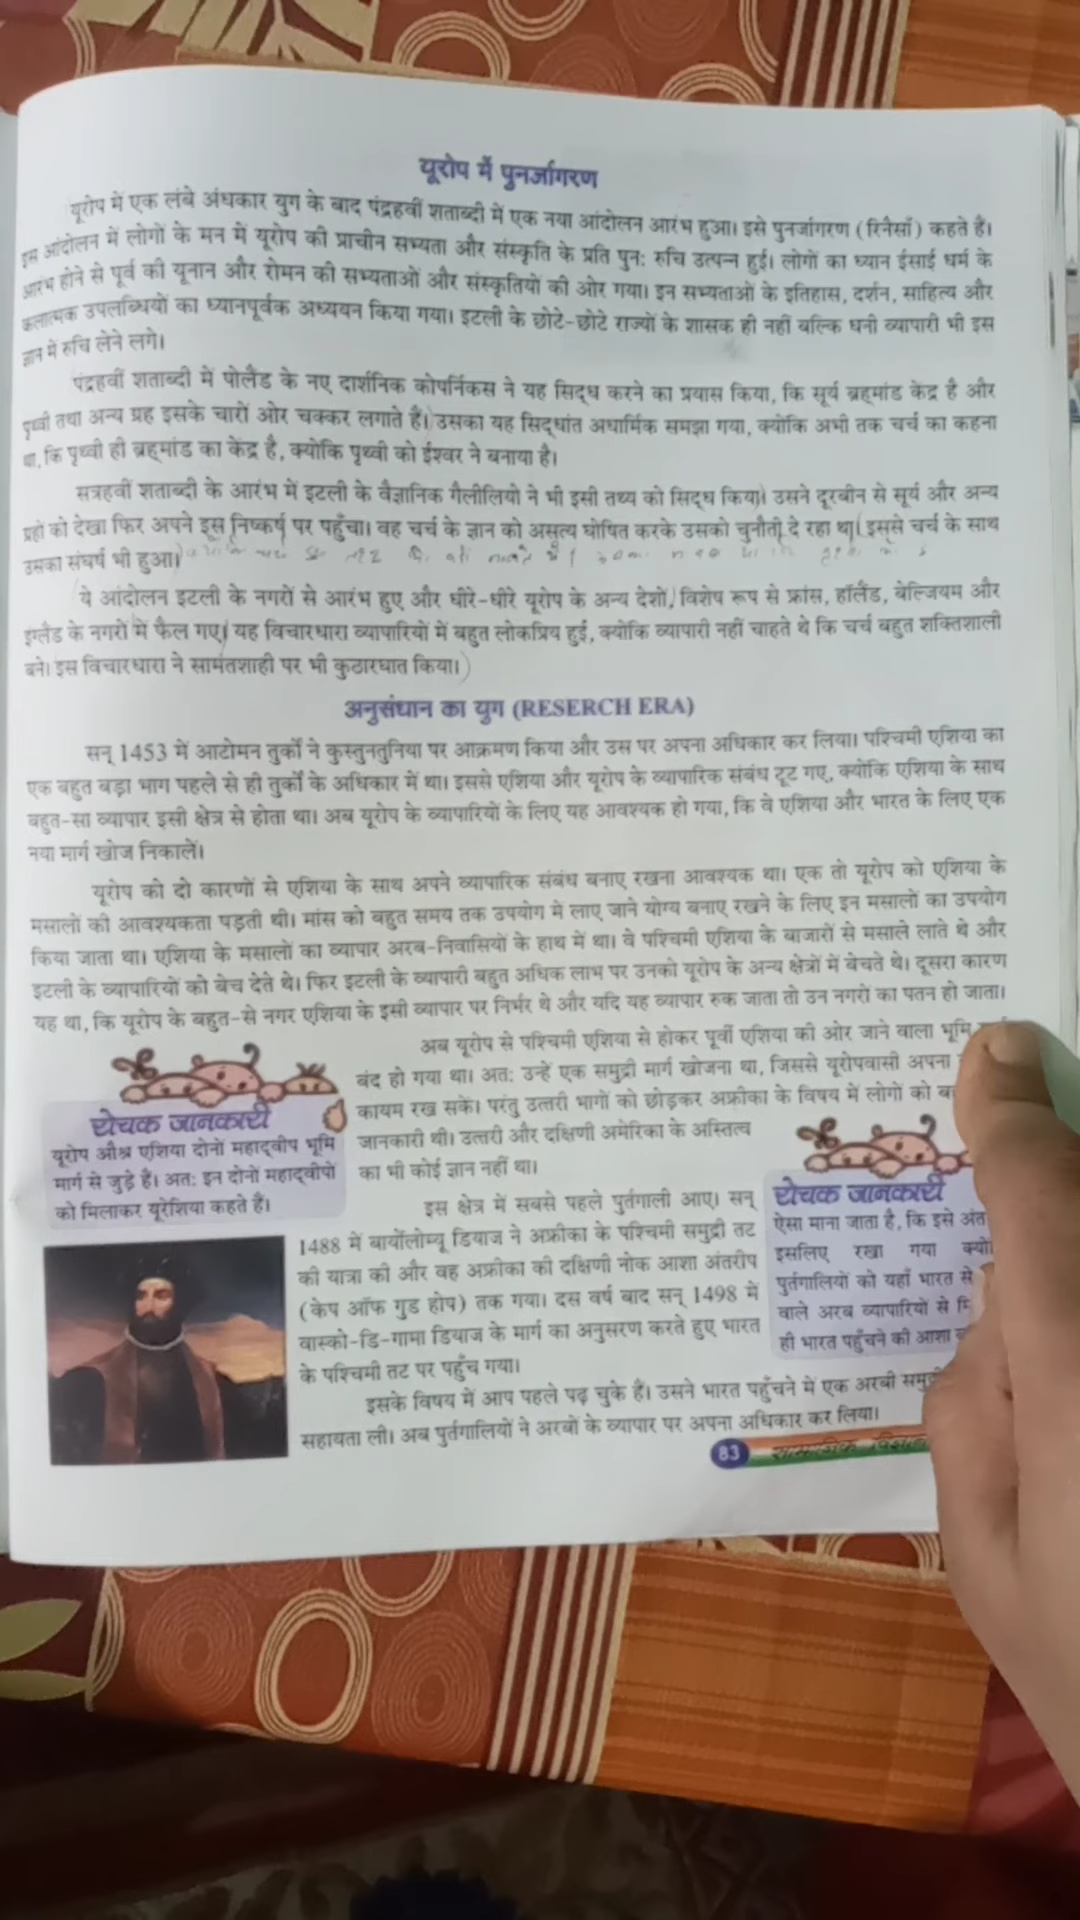 यूरोप में पुनर्जागरण
यूरोप में एक लंबे अंधकार युग के बाद पंद्रहवीं शताब्दी में एक नया आंदोलन आरंभ हुआ। इसे पुनर्जागरण (रिनैसाँ) कहते हैं।
इस आंदोलन में लोगों के मन में यूरोप की प्राचीन सभ्यता और संस्कृति के प्रति पुन: रुचि उत्पन्न हुई। लोगों का ध्यान ईसाई धर्म के
आरंभ होने से पूर्व की यूनान और रोमन की सभ्यताओं और संस्कृतियों की ओर गया। इन सभ्यताओं के इतिहास, दर्शन, साहित्य और
कलात्मक उपलब्धियों का ध्यानपूर्वक अध्ययन किया गया। इटली के छोटे-छोटे राज्यों के शासक ही नहीं बल्कि धनी व्यापारी भी इस
ज्ञान में रुचि लेने लगे।
पंद्रहवीं शताब्दी में पोलैंड के नए दार्शनिक कोपर्निकस ने यह सिद्ध करने का प्रयास किया, कि सूर्य ब्रह्मांड केंद्र है और
पृथ्वी तथा अन्य ग्रह इसके चारों ओर चक्कर लगाते हैं। उसका यह सिद्धांत अधार्मिक समझा गया, क्योंकि अभी तक चर्च का कहना
था, कि पृथ्वी ही ब्रह्मांड का केंद्र है, क्योंकि पृथ्वी को ईश्वर ने बनाया है।
सत्रहवीं शताब्दी के आरंभ में इटली के वैज्ञानिक गैलीलियो ने भी इसी तथ्य को सिद्ध किया। उसने दूरबीन से सूर्य और अन्य
ग्रहों को देखा फिर अपने इस निष्कर्ष पर पहुँचा। वह चर्च के ज्ञान को असत्य घोषित करके उसको चुनौती दे रहा था। इससे चर्च के साथ
उसका संघर्ष भी हुआ।
ये आंदोलन इटली के नगरों से आरंभ हुए और धीरे-धीरे यूरोप के अन्य देशों, विशेष रूप से फ्रांस, हॉलैंड, बेल्जियम और
इंग्लैंड के नगरों में फैल गए। यह विचारधारा व्यापारियों में बहुत लोकप्रिय हुई, क्योंकि व्यापारी नहीं चाहते थे कि चर्च बहुत शक्तिशाली
बने। इस विचारधारा ने सामंतशाही पर भी कुठारघात किया।)
अनुसंधान का युग (RESERCH ERA)
सन् 1453 में आटोमन तुर्कों ने कुस्तुनतुनिया पर आक्रमण किया और उस पर अपना अधिकार कर लिया। पश्चिमी एशिया का
एक बहुत बड़ा भाग पहले से ही तुर्कों के अधिकार में था। इससे एशिया और यूरोप के व्यापारिक संबंध टूट गए, क्योंकि एशिया के साथ
बहुत-सा व्यापार इसी क्षेत्र से होता था। अब यूरोप के व्यापारियों के लिए यह आवश्यक हो गया, कि वे एशिया और भारत के लिए एक
नया मार्ग खोज निकालें।
यूरोप को दो कारणों से एशिया के साथ अपने व्यापारिक संबंध बनाए रखना आवश्यक था। एक तो यूरोप को एशिया के
मसालों की आवश्यकता पड़ती थी। मांस को बहुत समय तक उपयोग में लाए जाने योग्य बनाए रखने के लिए इन मसालों का उपयोग
किया जाता था। एशिया के मसालों का व्यापार अरब-निवासियों के हाथ में था। वे पश्चिमी एशिया के बाजारों से मसाले लाते थे और
इटली के व्यापारियों को बेच देते थे। फिर इटली के व्यापारी बहुत अधिक लाभ पर उनको यूरोप के अन्य क्षेत्रों में बेचते थे। दूसरा कारण
यह था, कि यूरोप के बहुत-से नगर एशिया के इसी व्यापार पर निर्भर थे और यदि यह व्यापार रुक जाता तो उन नगरों का पतन हो जाता।
अब यूरोप से पश्चिमी एशिया से होकर पूर्वी एशिया की ओर जाने वाला भूमि
बंद हो गया था। अत: उन्हें एक समुद्री मार्ग खोजना था, जिससे यूरोपवासी अपना
कायम रख सकें। परंतु उत्तरी भागों को छोड़कर अफ्रीका के विषय में लोगों को
जानकारी थी। उत्तरी और दक्षिणी अमेरिका के अस्तित्व
का भी कोई ज्ञान नहीं था।
रोचक जानकारी
यूरोप औश्र एशिया दोनों महाद्वीप भूमि
मार्ग से जुड़े हैं। अत: इन दोनों महाद्वीपों
को मिलाकर यूरेशिया कहते हैं।
इस क्षेत्र में सबसे पहले पुर्तगाली आए। सन्
1488 में बार्योलोम्यू डियाज ने अफ्रीका के पश्चिमी समुद्री तट
की यात्रा की और वह अफ्रीका की दक्षिणी नोक आशा अंतरीप
(केप ऑफ गुड होप) तक गया। दस वर्ष बाद सन् 1498 में
वास्को-डि-गामा डियाज के मार्ग का अनुसरण करते हुए भारत
के पश्चिमी तट पर पहुँच गया।
रोचक जानकारी
ऐसा माना जाता है, कि इसे
इसलिए रखा गया
पुर्तगालियों को यहाँ भारत से
वाले अरब व्यापारियों से
ही भारत पहुँचने की आशा
इसके विषय में आप पहले पढ़ चुके हैं। उसने भारत पहुँचने में एक अरबी
सहायता ली। अब पुर्तगालियों ने अरबों के व्यापार पर अपना अधिकार कर लिया।
83 सामाजिक विज्ञान